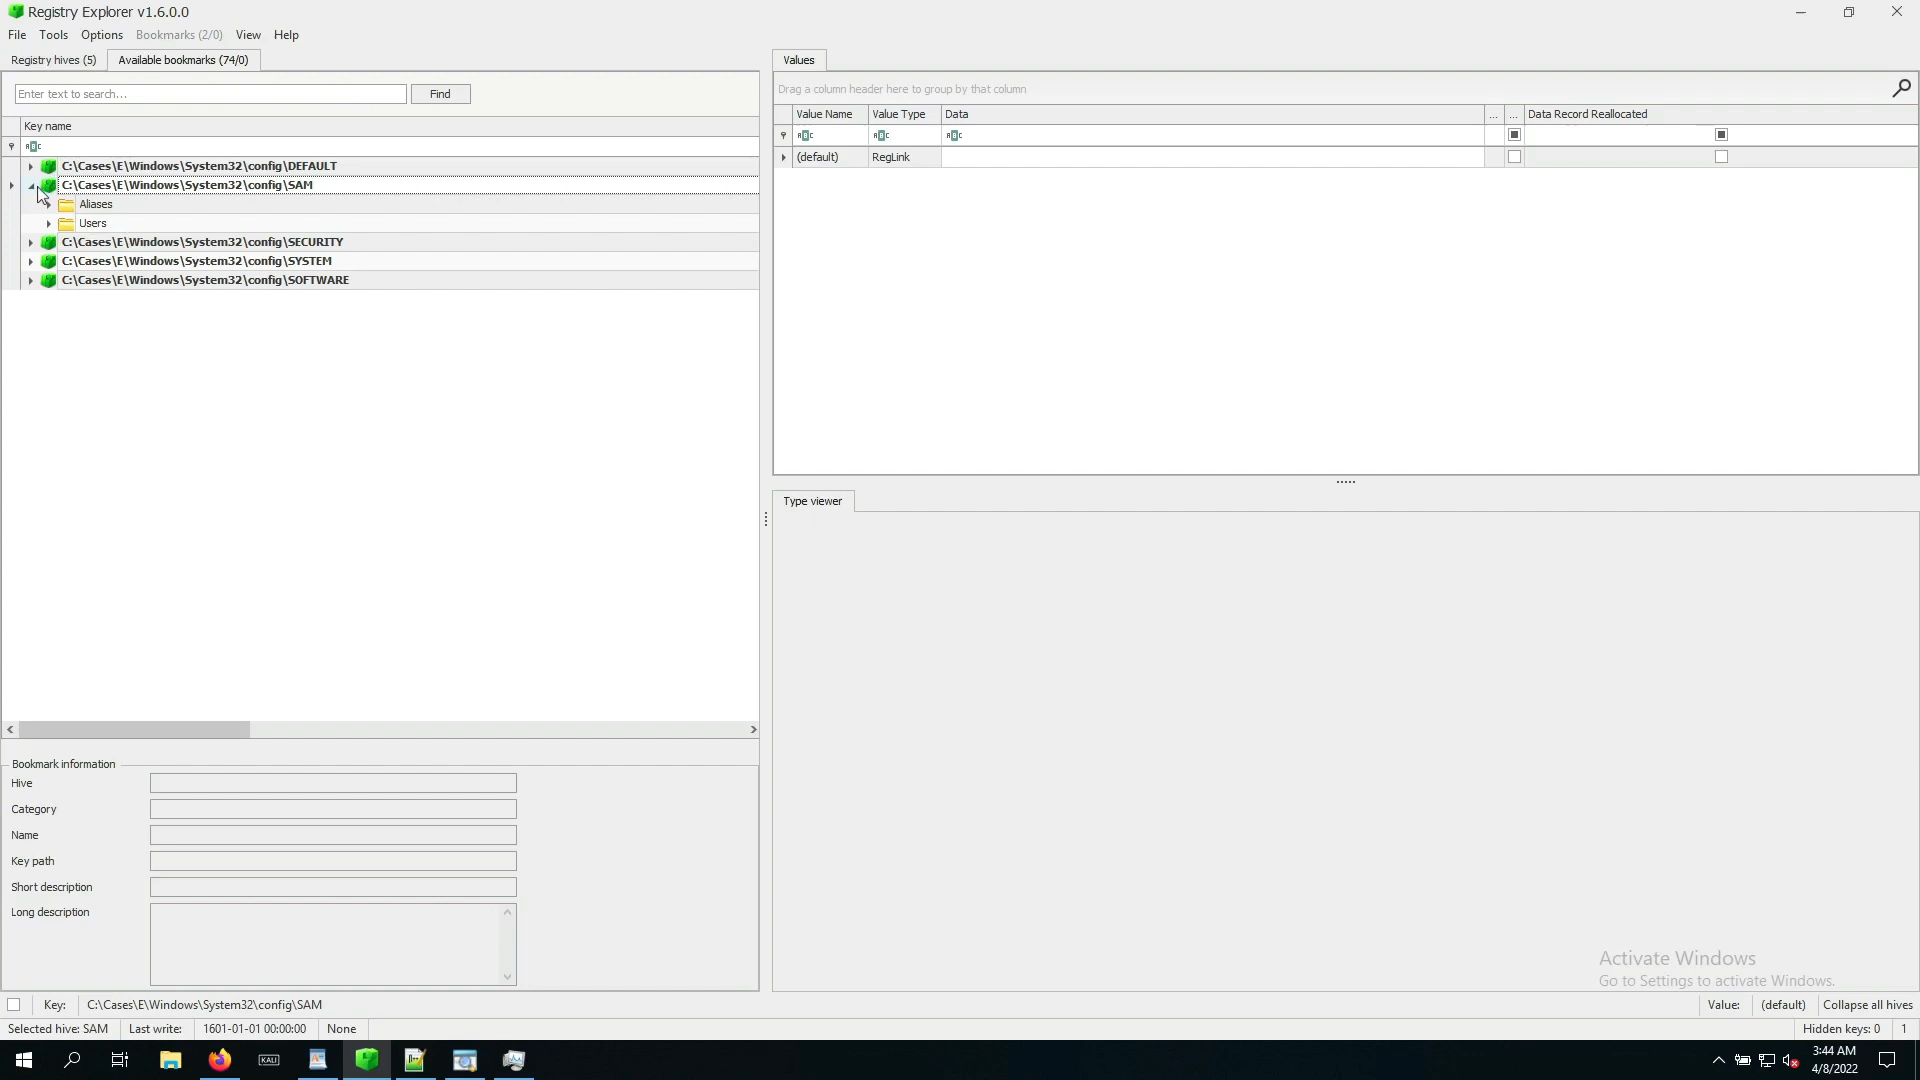 Registry Explorer v1.6.0.0
File Tools Options Bookmarks (2/0) View Help
Registry hives (5) Available bookmarks (74/0)
Enter text to search... Find
Key name
C:\Cases\E\Windows\System32\config\DEFAULT
C:\Cases\E\Windows\System32\config\SAM
Aliases
Users
C:\Cases\E\Windows\System32\config\SECURITY
C:\Cases\E\Windows\System32\config\SYSTEM
C:\Cases\E\Windows\System32\config\SOFTWARE
Bookmark information
Hive
Category
Name
Key path
Short description
Long description
Values
Drag a column header here to group by that column
Value Name Value Type Data ... ... Data Record Reallocated
(default) RegLink
Type viewer
Activate Windows
Go to Settings to activate Windows.
Key: C:\Cases\E\Windows\System32\config\SAM Value: (default) Collapse all hives
Selected hive: SAM Last write: 1601-01-01 00:00:00 None Hidden keys: 0 1
KALI
3:44 AM
4/8/2022